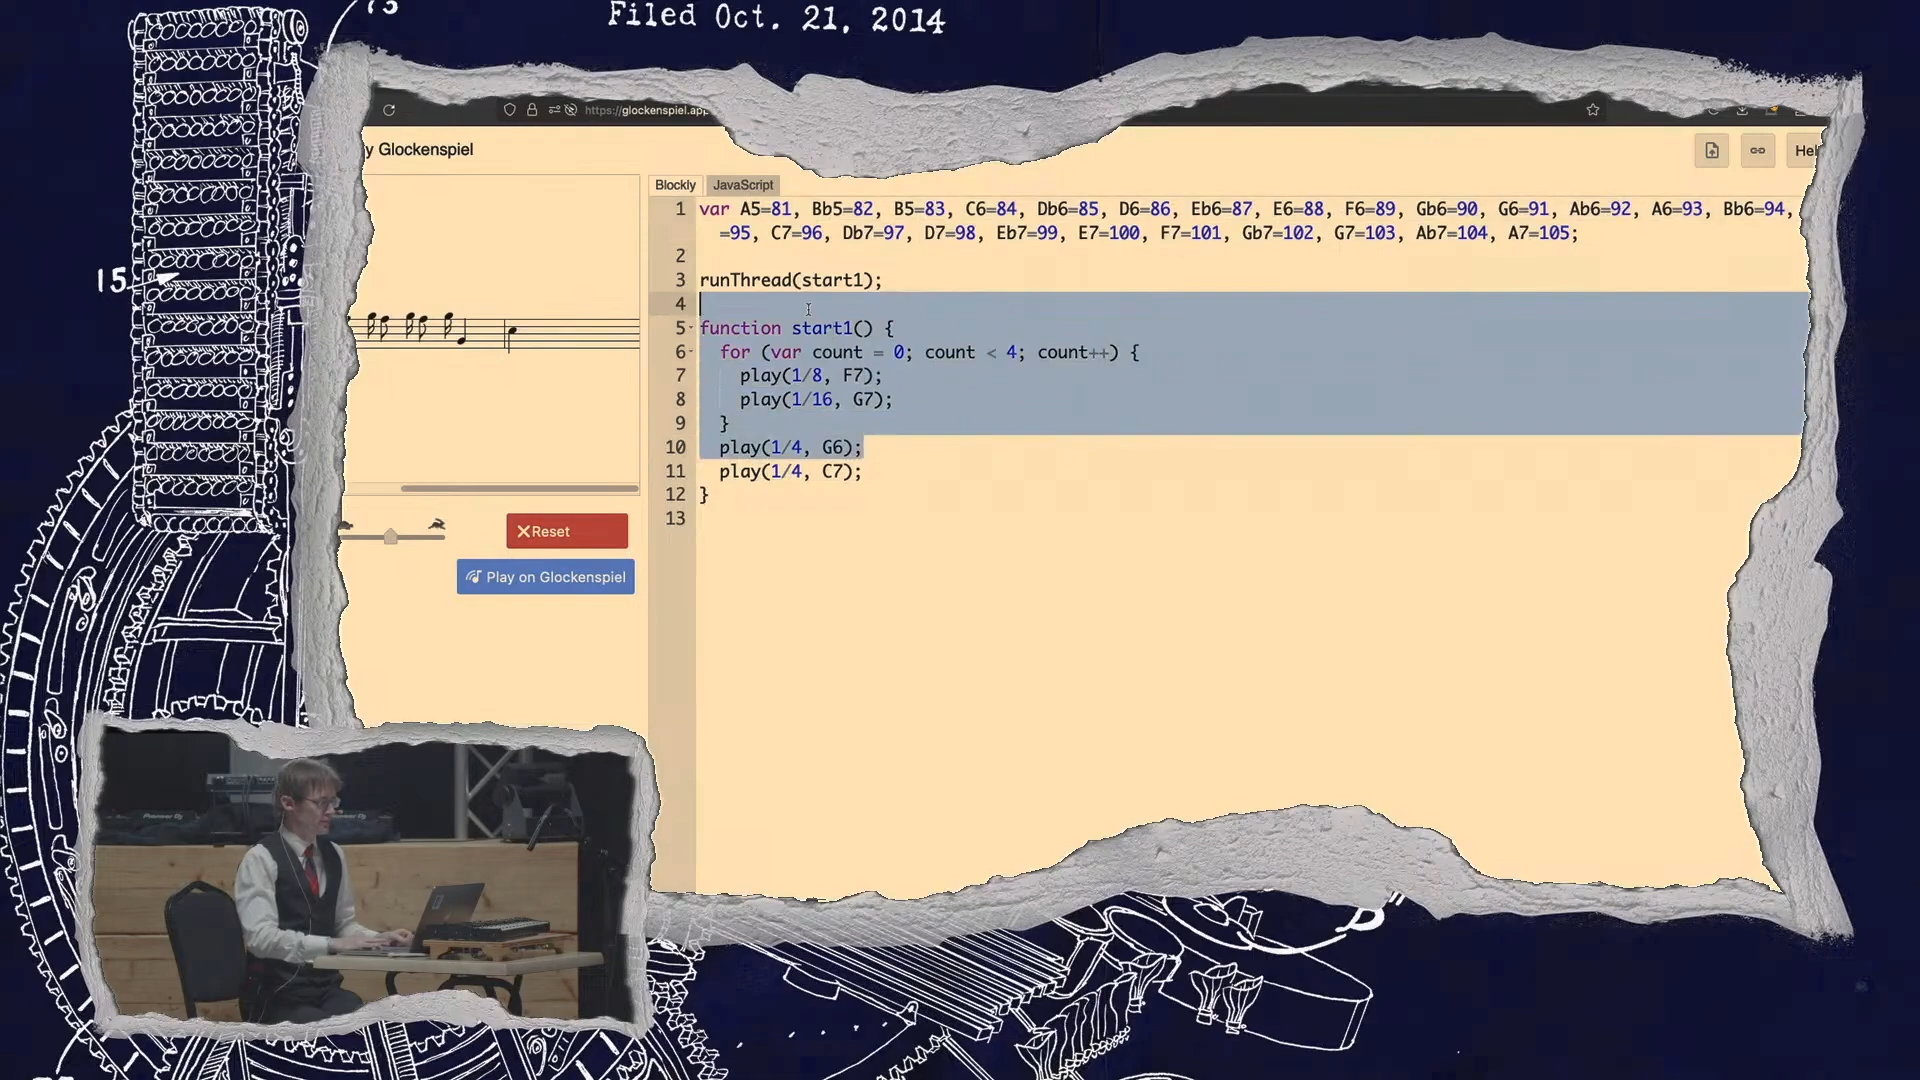 Filed Oct. 21, 2014
15
https://glockenspiel.app
y Glockenspiel
Hel
Blockly JavaScript
1 var A5=81, Bb5=82, B5=83, C6=84, Db6=85, D6=86, Eb6=87, E6=88, F6=89, Gb6=90, G6=91, Ab6=92, A6=93, Bb6=94,
=95, C7=96, Db7=97, D7=98, Eb7=99, E7=100, F7=101, Gb7=102, G7=103, Ab7=104, A7=105;
2
3 runThread(start1);
4
5 function start1() {
6 for (var count = 0; count < 4; count++) {
7 play(1/8, F7);
8 play(1/16, G7);
9 }
10 play(1/4, G6);
11 play(1/4, C7);
12 }
13
Reset
Play on Glockenspiel